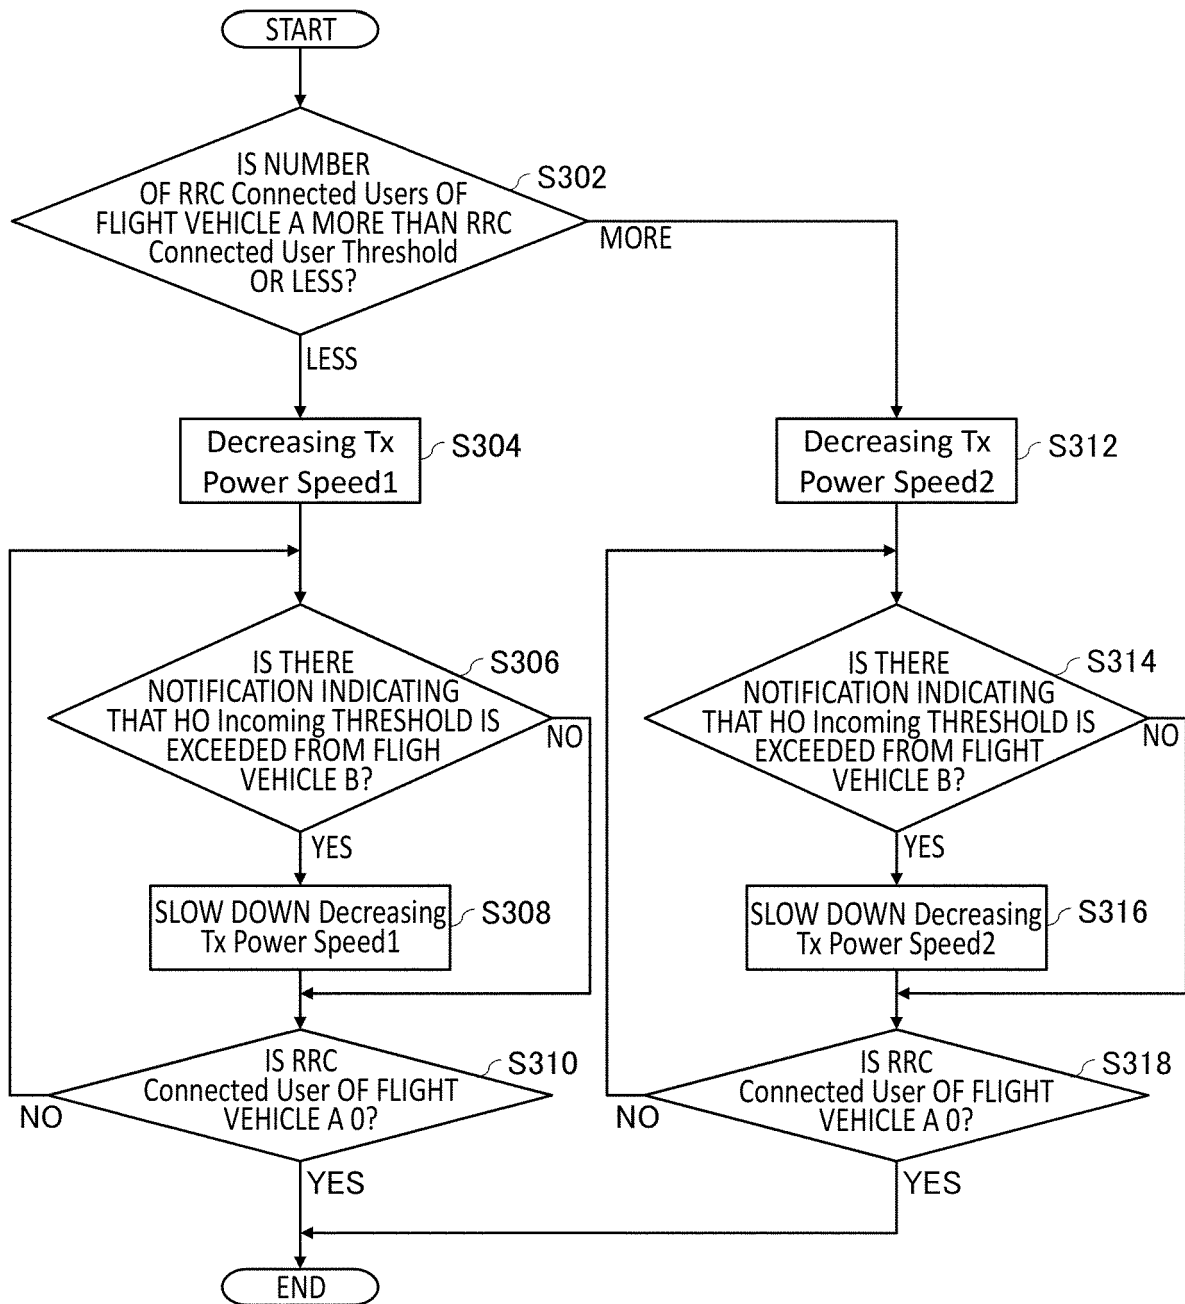 START
IS NUMBER
OF RRC Connected Users OF
FLIGHT VEHICLE A MORE THAN RRC
Connected User Threshold
OR LESS?
S302
MORE
LESS
Decreasing Tx
Power Speed1
S304
Decreasing Tx
Power Speed2
S312
IS THERE
NOTIFICATION INDICATING
THAT HO Incoming THRESHOLD IS
EXCEEDED FROM FLIGH
VEHICLE B?
S306
NO
YES
IS THERE
NOTIFICATION INDICATING
THAT HO Incoming THRESHOLD IS
EXCEEDED FROM FLIGHT
VEHICLE B?
S314
NO
YES
SLOW DOWN Decreasing
Tx Power Speed1
S308
SLOW DOWN Decreasing
Tx Power Speed2
S316
IS RRC
Connected User OF FLIGHT
VEHICLE A 0?
S310
NO
YES
IS RRC
Connected User OF FLIGHT
VEHICLE A 0?
S318
NO
YES
END